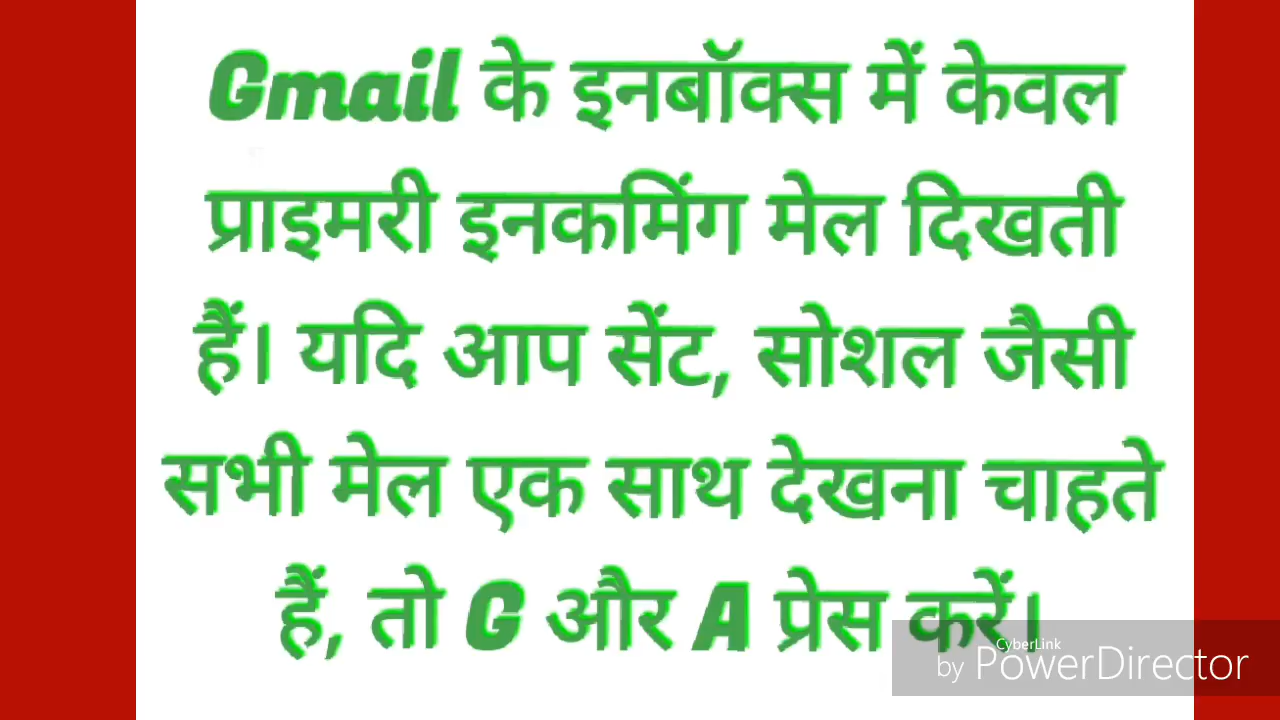 Gmail के इनबॉक्स में केवल
प्राइमरी इनकमिंग मेल दिखती
हैं। यदि आप सेंट, सोशल जैसी
सभी मेल एक साथ देखना चाहते
हैं, तो G और A प्रेस करें।
CyberLink
by PowerDirector